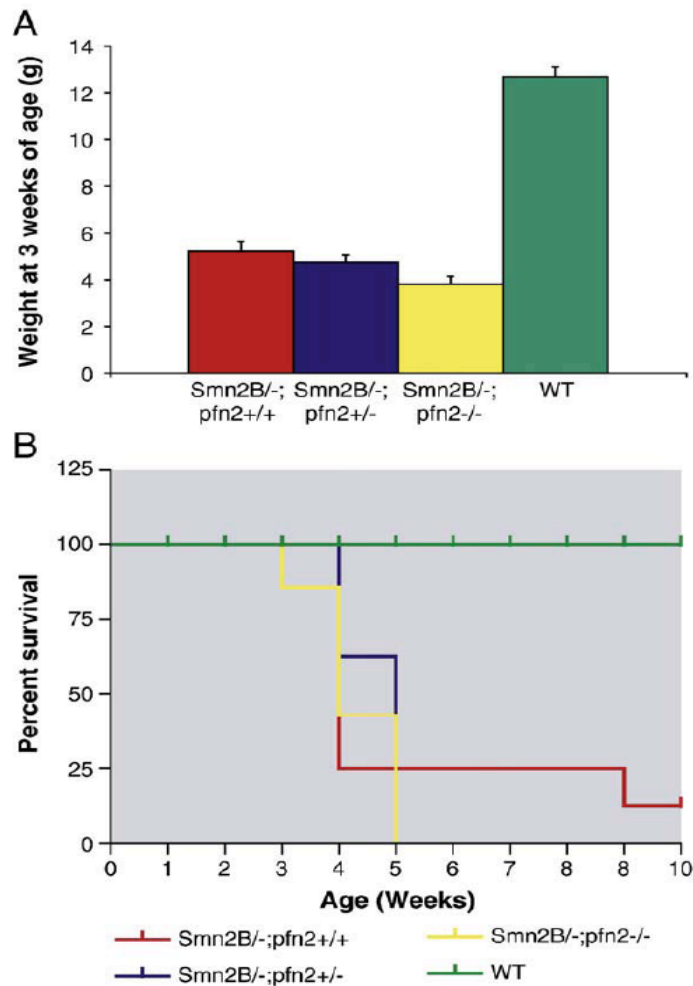 A
Weight at 3 weeks of age (g)
14
12
10
8
6
4
2
0
Smn2B/-; Smn2B/-; Smn2B/-; WT
pfn2+/+ pfn2+/- pfn2-/-
B
Percent survival
125
100
75
50
25
0
0 1 2 3 4 5 6 7 8 9 10
Age (Weeks)
Smn2B/-;pfn2+/+ Smn2B/-;pfn2-/-
Smn2B/-;pfn2+/- WT